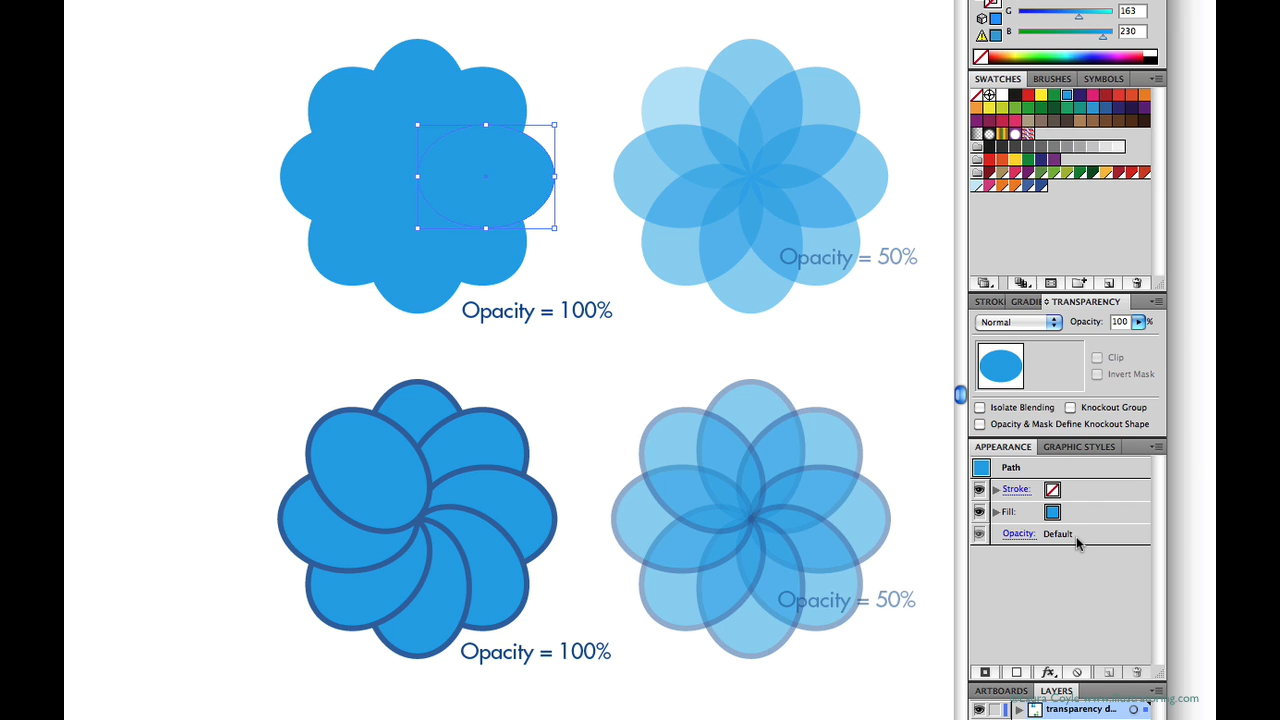 G 163
B 230
SWATCHES BRUSHES SYMBOLS
Opacity = 50%
Opacity = 100%
STROK GRADIE TRANSPARENCY
Normal Opacity: 100 %
Clip
Invert Mask
Isolate Blending Knockout Group
Opacity & Mask Define Knockout Shape
APPEARANCE GRAPHIC STYLES
Path
Stroke:
Fill:
Opacity: Default
Opacity = 50%
Opacity = 100%
fx
ARTBOARDS LAYERS
transparency d...